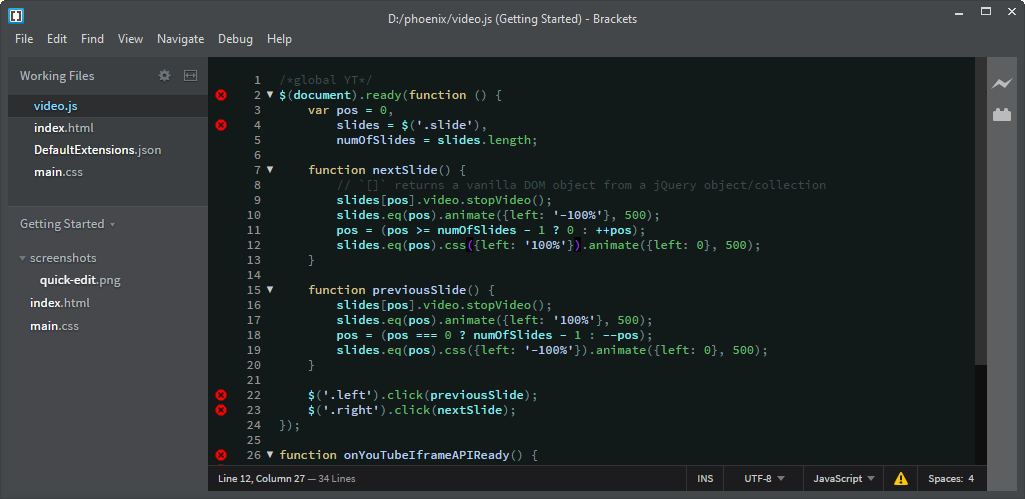 D:/phoenix/video.js (Getting Started) - Brackets
File Edit Find View Navigate Debug Help
Working Files
video.js
index.html
DefaultExtensions.json
main.css
Getting Started
screenshots
quick-edit.png
index.html
main.css
1 /*global YT*/
2 $(document).ready(function () {
3     var pos = 0,
4         slides = $('.slide'),
5         numOfSlides = slides.length;
6
7     function nextSlide() {
8         // `[]` returns a vanilla DOM object from a jQuery object/collection
9         slides[pos].video.stopVideo();
10         slides.eq(pos).animate({left: '-100%'}, 500);
11         pos = (pos >= numOfSlides - 1 ? 0 : ++pos);
12         slides.eq(pos).css({left: '100%'}).animate({left: 0}, 500);
13     }
14
15     function previousSlide() {
16         slides[pos].video.stopVideo();
17         slides.eq(pos).animate({left: '100%'}, 500);
18         pos = (pos === 0 ? numOfSlides - 1 : --pos);
19         slides.eq(pos).css({left: '-100%'}).animate({left: 0}, 500);
20     }
21
22     $('.left').click(previousSlide);
23     $('.right').click(nextSlide);
24 });
25
26 function onYouTubeIframeAPIReady() {
Line 12, Column 27 — 34 Lines INS UTF-8 JavaScript Spaces: 4